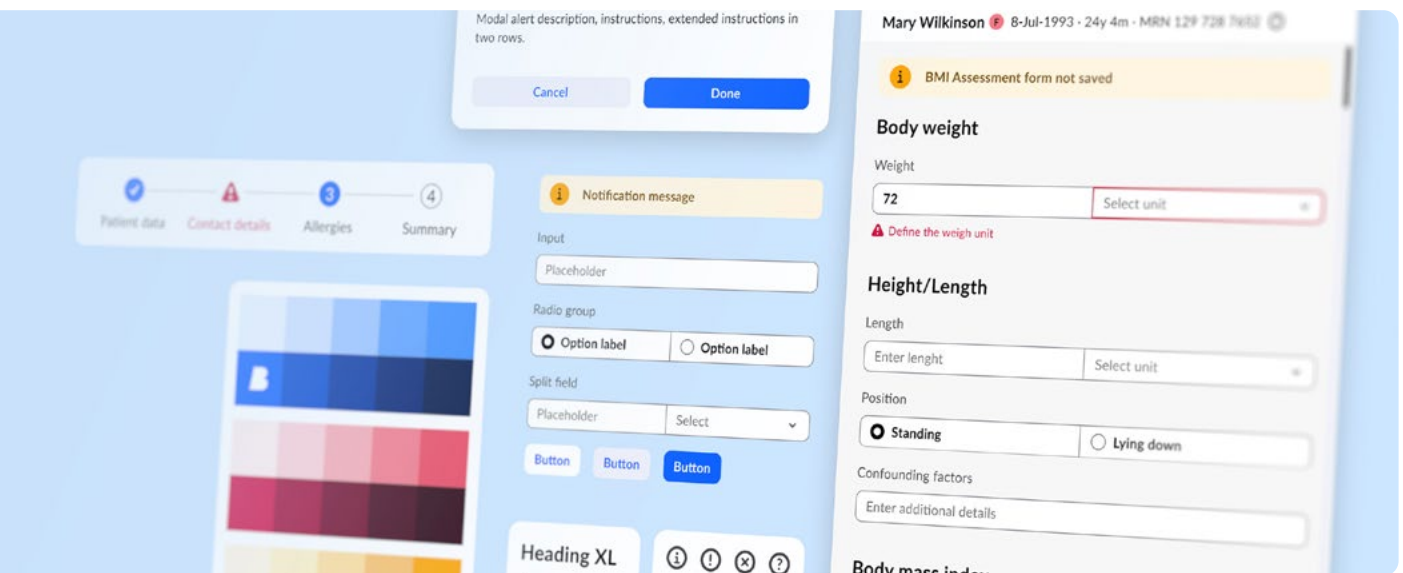 Modal alert description, instructions, extended instructions in
two rows.
Cancel
Done
Patient data
Contact details
3
Allergies
4
Summary
B
Notification message
Input
Placeholder
Radio group
Option label
Option label
Split field
Placeholder
Select
Button
Button
Button
Heading XL
Mary Wilkinson F 8-Jul-1993 · 24y 4m · MRN 129 728
BMI Assessment form not saved
Body weight
Weight
72
Select unit
Define the weigh unit
Height/Length
Length
Enter lenght
Select unit
Position
Standing
Lying down
Confounding factors
Enter additional details
Body mass index